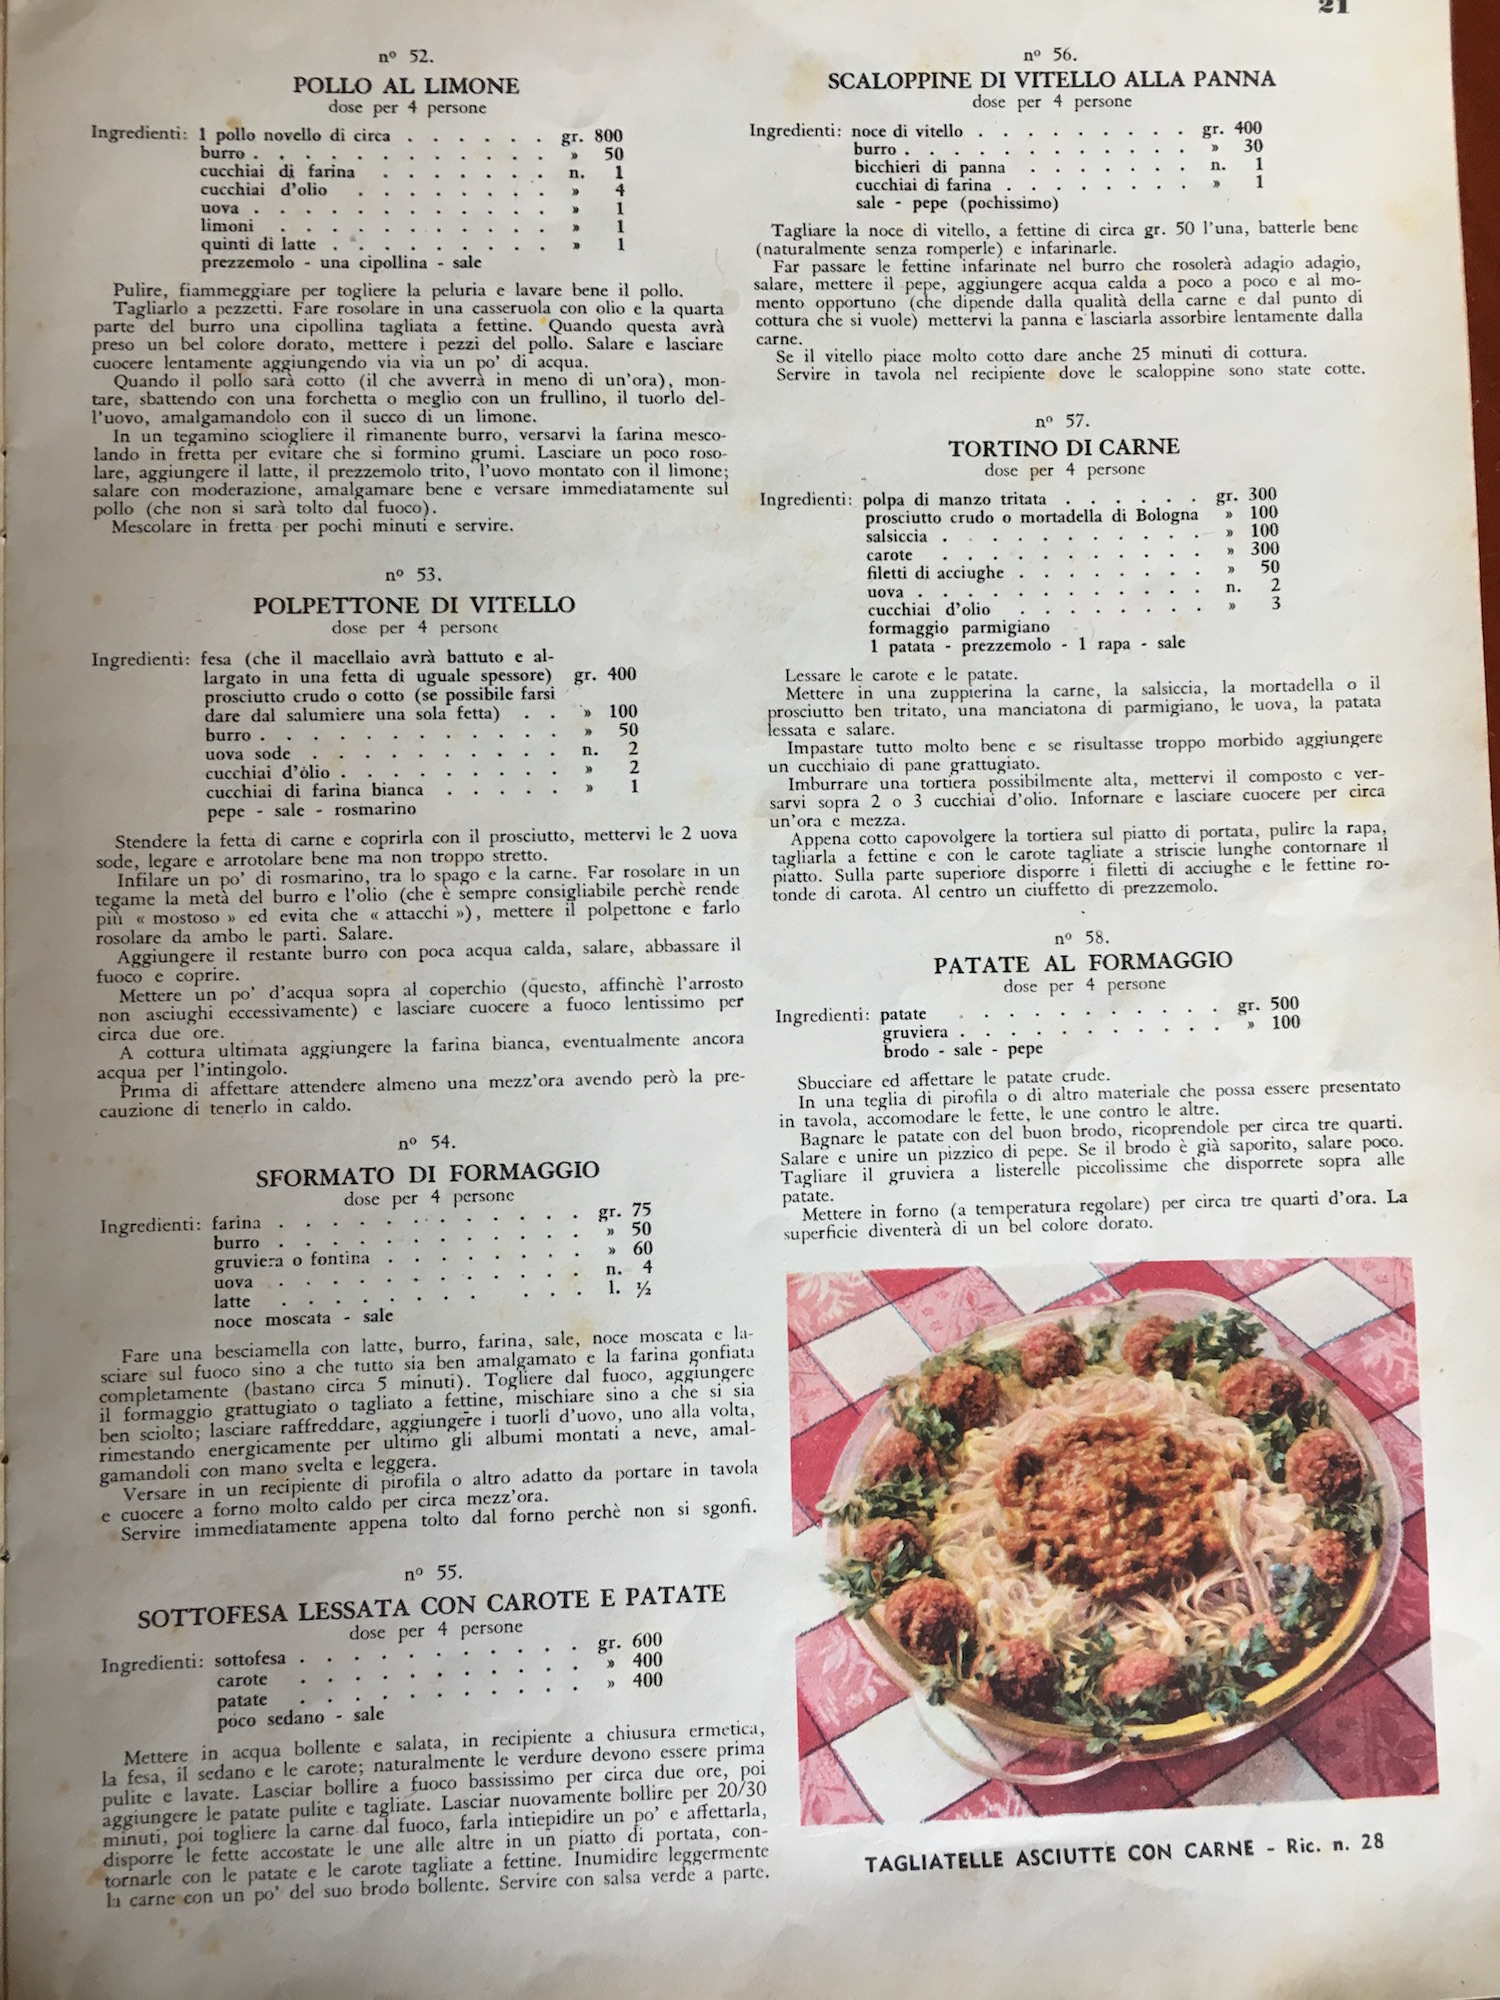 21
nº 52.
POLLO AL LIMONE
dose per 4 persone
Ingredienti: 1 pollo novello di circa . . . . . . gr. 800
burro . . . . . . . . . . . . » 50
cucchiai di farina . . . . . . . n. 1
cucchiai d'olio . . . . . . . . » 4
uova . . . . . . . . . . . . » 1
limoni . . . . . . . . . . . » 1
quinti di latte . . . . . . . . . » 1
prezzemolo - una cipollina - sale
Pulire, fiammeggiare per togliere la peluria e lavare bene il pollo.
Tagliarlo a pezzetti. Fare rosolare in una casseruola con olio e la quarta
parte del burro una cipollina tagliata a fettine. Quando questa avrà
preso un bel colore dorato, mettere i pezzi del pollo. Salare e lasciare
cuocere lentamente aggiungendo via via un po' di acqua.
Quando il pollo sarà cotto (il che avverrà in meno di un'ora), mon-
tare, sbattendo con una forchetta o meglio con un frullino, il tuorlo del-
l'uovo, amalgamandolo con il succo di un limone.
In un tegamino sciogliere il rimanente burro, versarvi la farina mesco-
lando in fretta per evitare che si formino grumi. Lasciare un poco roso-
lare, aggiungere il latte, il prezzemolo trito, l'uovo montato con il limone;
salare con moderazione, amalgamare bene e versare immediatamente sul
pollo (che non si sarà tolto dal fuoco).
Mescolare in fretta per pochi minuti e servire.
nº 53.
POLPETTONE DI VITELLO
dose per 4 persone
Ingredienti: fesa (che il macellaio avrà battuto e al-
largato in una fetta di uguale spessore) gr. 400
prosciutto crudo o cotto (se possibile farsi
dare dal salumiere una sola fetta) . . » 100
burro . . . . . . . . . . . . » 50
uova sode . . . . . . . . . . n. 2
cucchiai d'olio . . . . . . . . . » 2
cucchiai di farina bianca . . . . . » 1
pepe - sale - rosmarino
Stendere la fetta di carne e coprirla con il prosciutto, mettervi le 2 uova
sode, legare e arrotolare bene ma non troppo stretto.
Infilare un po' di rosmarino, tra lo spago e la carne. Far rosolare in un
tegame la metà del burro e l'olio (che è sempre consigliabile perchè rende
più « mostoso » ed evita che « attacchi »), mettere il polpettone e farlo
rosolare da ambo le parti. Salare.
Aggiungere il restante burro con poca acqua calda, salare, abbassare il
fuoco e coprire.
Mettere un po' d'acqua sopra al coperchio (questo, affinchè l'arrosto
non asciughi eccessivamente) e lasciare cuocere a fuoco lentissimo per
circa due ore.
A cottura ultimata aggiungere la farina bianca, eventualmente ancora
acqua per l'intingolo.
Prima di affettare attendere almeno una mezz'ora avendo però la pre-
cauzione di tenerlo in caldo.
nº 54.
SFORMATO DI FORMAGGIO
dose per 4 persone
Ingredienti: farina . . . . . . . . . . . . gr. 75
burro . . . . . . . . . . . . » 50
gruviera o fontina . . . . . . . . » 60
uova . . . . . . . . . . . . n. 4
latte . . . . . . . . . . l. ½
noce moscata - sale
Fare una besciamella con latte, burro, farina, sale, noce moscata e la-
sciare sul fuoco sino a che tutto sia ben amalgamato e la farina gonfiata
completamente (bastano circa 5 minuti). Togliere dal fuoco, aggiungere
il formaggio grattugiato o tagliato a fettine, mischiare sino a che si sia
ben sciolto; lasciare raffreddare, aggiungere i tuorli d'uovo, uno alla volta,
rimestando energicamente per ultimo gli albumi montati a neve, amal-
gamandoli con mano svelta e leggera.
Versare in un recipiente di pirofila o altro adatto da portare in tavola
e cuocere a forno molto caldo per circa mezz'ora.
Servire immediatamente appena tolto dal forno perchè non si sgonfi.
nº 55.
SOTTOFESA LESSATA CON CAROTE E PATATE
dose per 4 persone
Ingredienti: sottofesa . . . . . . . . . . . gr. 600
carote . . . . . . . . . . . » 400
patate . . . . . . . . . . . » 400
poco sedano - sale
Mettere in acqua bollente e salata, in recipiente a chiusura ermetica,
la fesa, il sedano e le carote; naturalmente le verdure devono essere prima
pulite e lavate. Lasciar bollire a fuoco bassissimo per circa due ore, poi
aggiungere le patate pulite e tagliate. Lasciar nuovamente bollire per 20/30
minuti, poi togliere la carne dal fuoco, farla intiepidire un po' e affettarla,
disporre le fette accostate le une alle altre in un piatto di portata, con-
tornarle con le patate e le carote tagliate a fettine. Inumidire leggermente
la carne con un po' del suo brodo bollente. Servire con salsa verde a parte.
nº 56.
SCALOPPINE DI VITELLO ALLA PANNA
dose per 4 persone
Ingredienti: noce di vitello . . . . . . . . . gr. 400
burro . . . . . . . . . . . . » 30
bicchieri di panna . . . . . . . n. 1
cucchiai di farina . . . . . . . . » 1
sale - pepe (pochissimo)
Tagliare la noce di vitello, a fettine di circa gr. 50 l'una, batterle bene
(naturalmente senza romperle) e infarinarle.
Far passare le fettine infarinate nel burro che rosolerà adagio adagio,
salare, mettere il pepe, aggiungere acqua calda a poco a poco e al mo-
mento opportuno (che dipende dalla qualità della carne e dal punto di
cottura che si vuole) mettervi la panna e lasciarla assorbire lentamente dalla
carne.
Se il vitello piace molto cotto dare anche 25 minuti di cottura.
Servire in tavola nel recipiente dove le scaloppine sono state cotte.
nº 57.
TORTINO DI CARNE
dose per 4 persone
Ingredienti: polpa di manzo tritata . . . . . . gr. 300
prosciutto crudo o mortadella di Bologna » 100
salsiccia . . . . . . . . . . . » 100
carote . . . . . . . . . . . » 300
filetti di acciughe . . . . . . . . » 50
uova . . . . . . . . . . . . n. 2
cucchiai d'olio . . . . . . . . » 3
formaggio parmigiano
1 patata - prezzemolo - 1 rapa - sale
Lessare le carote e le patate.
Mettere in una zuppierina la carne, la salsiccia, la mortadella o il
prosciutto ben tritato, una manciatona di parmigiano, le uova, la patata
lessata e salare.
Impastare tutto molto bene e se risultasse troppo morbido aggiungere
un cucchiaio di pane grattugiato.
Imburrare una tortiera possibilmente alta, mettervi il composto e ver-
sarvi sopra 2 o 3 cucchiai d'olio. Infornare e lasciare cuocere per circa
un'ora e mezza.
Appena cotto capovolgere la tortiera sul piatto di portata, pulire la rapa,
tagliarla a fettine e con le carote tagliate a striscie lunghe contornare il
piatto. Sulla parte superiore disporre i filetti di acciughe e le fettine ro-
tonde di carota. Al centro un ciuffetto di prezzemolo.
nº 58.
PATATE AL FORMAGGIO
dose per 4 persone
Ingredienti: patate . . . . . . . . . . . gr. 500
gruviera . . . . . . . . . . . » 100
brodo - sale - pepe
Sbucciare ed affettare le patate crude.
In una teglia di pirofila o di altro materiale che possa essere presentato
in tavola, accomodare le fette, le une contro le altre.
Bagnare le patate con del buon brodo, ricoprendole per circa tre quarti.
Salare e unire un pizzico di pepe. Se il brodo è già saporito, salare poco.
Tagliare il gruviera a listerelle piccolissime che disporrete sopra alle
patate.
Mettere in forno (a temperatura regolare) per circa tre quarti d'ora. La
superficie diventerà di un bel colore dorato.
TAGLIATELLE ASCIUTTE CON CARNE - Ric. n. 28